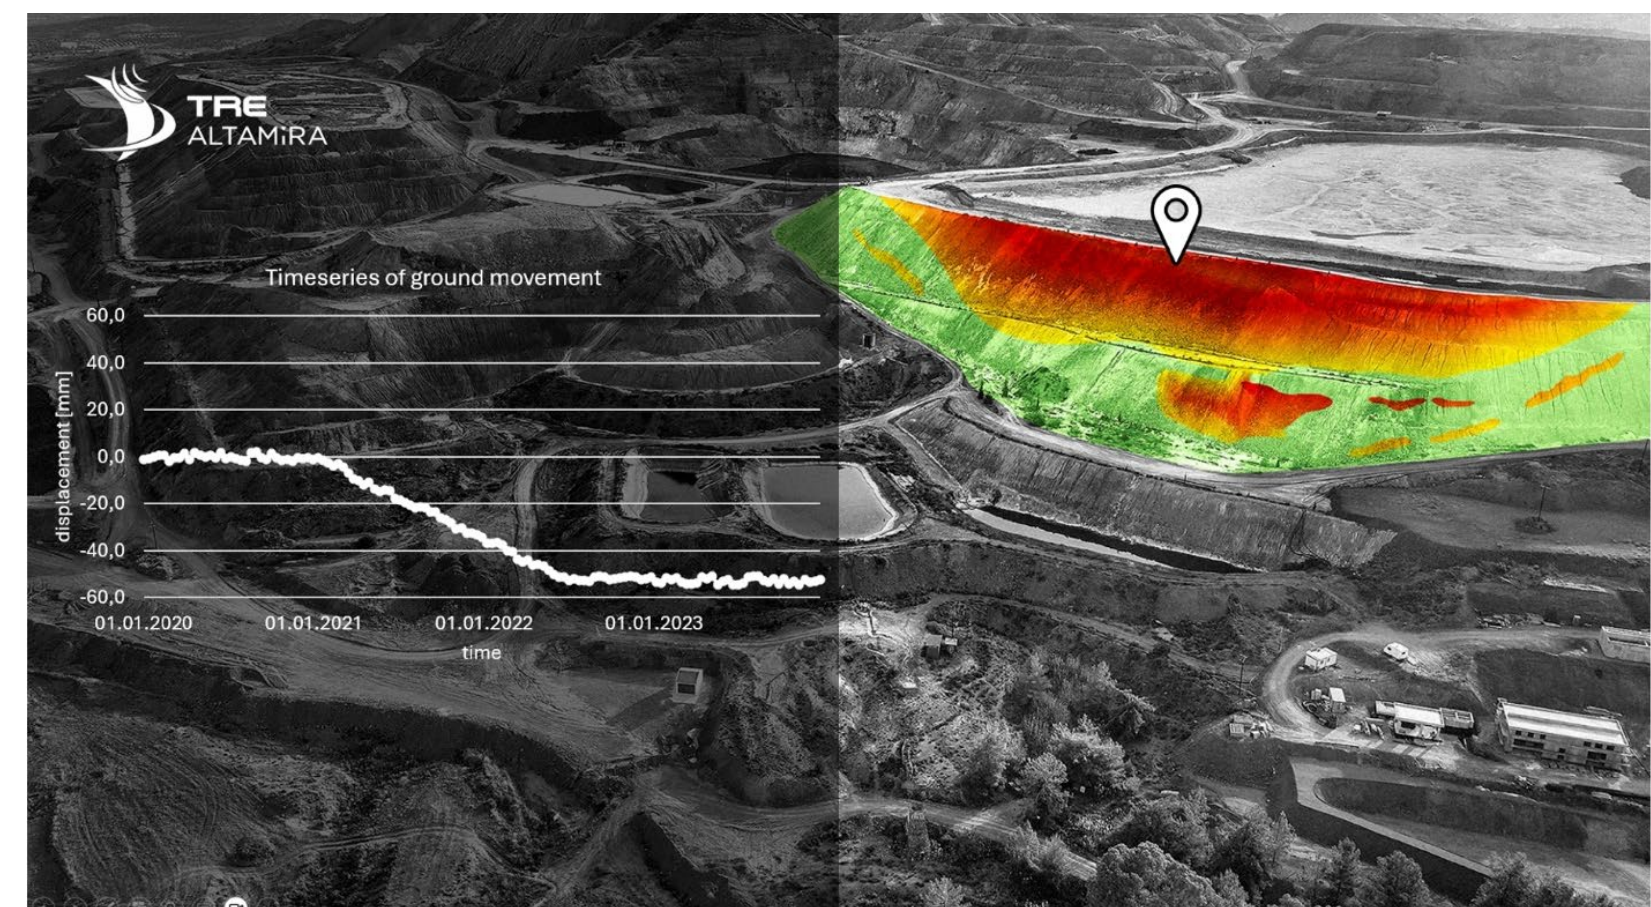 TRE
ALTAMiRA
Timeseries of ground movement
60,0
40,0
20,0
0,0
-20,0
-40,0
-60,0
displacement [mm]
01.01.2020 01.01.2021 01.01.2022 01.01.2023
time